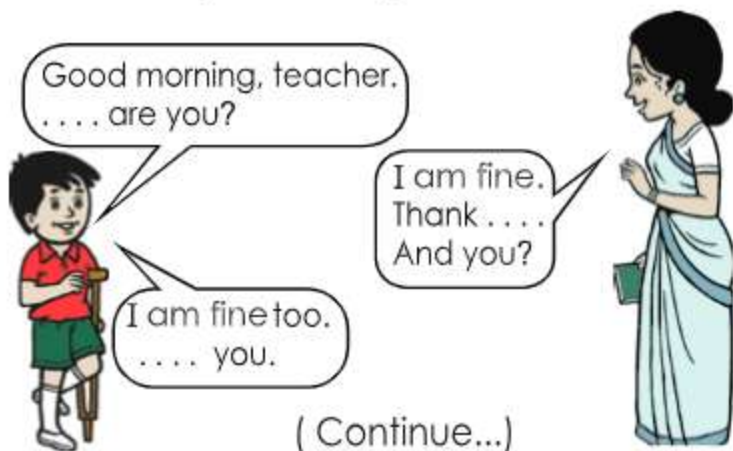 Good morning, teacher.
. . . . are you?
I am fine.
Thank . . . .
And you?
I am fine too.
. . . . you.
( Continue...)